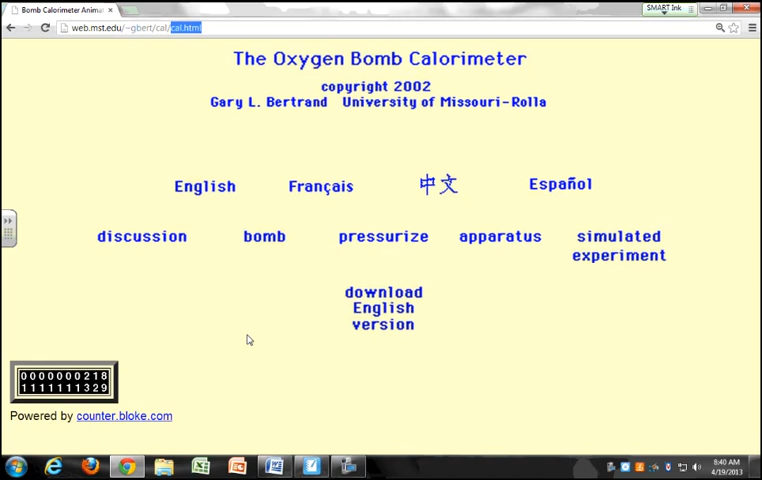 Bomb Calorimeter Animat
SMART Ink
web.mst.edu/~gbert/cal/cal.html
The Oxygen Bomb Calorimeter
copyright 2002
Gary L. Bertrand University of Missouri-Rolla
English Français 中文 Español
discussion bomb pressurize apparatus simulated experiment
download
English
version
0000000218
1111111329
Powered by counter.bloke.com
8:40 AM
4/19/2013